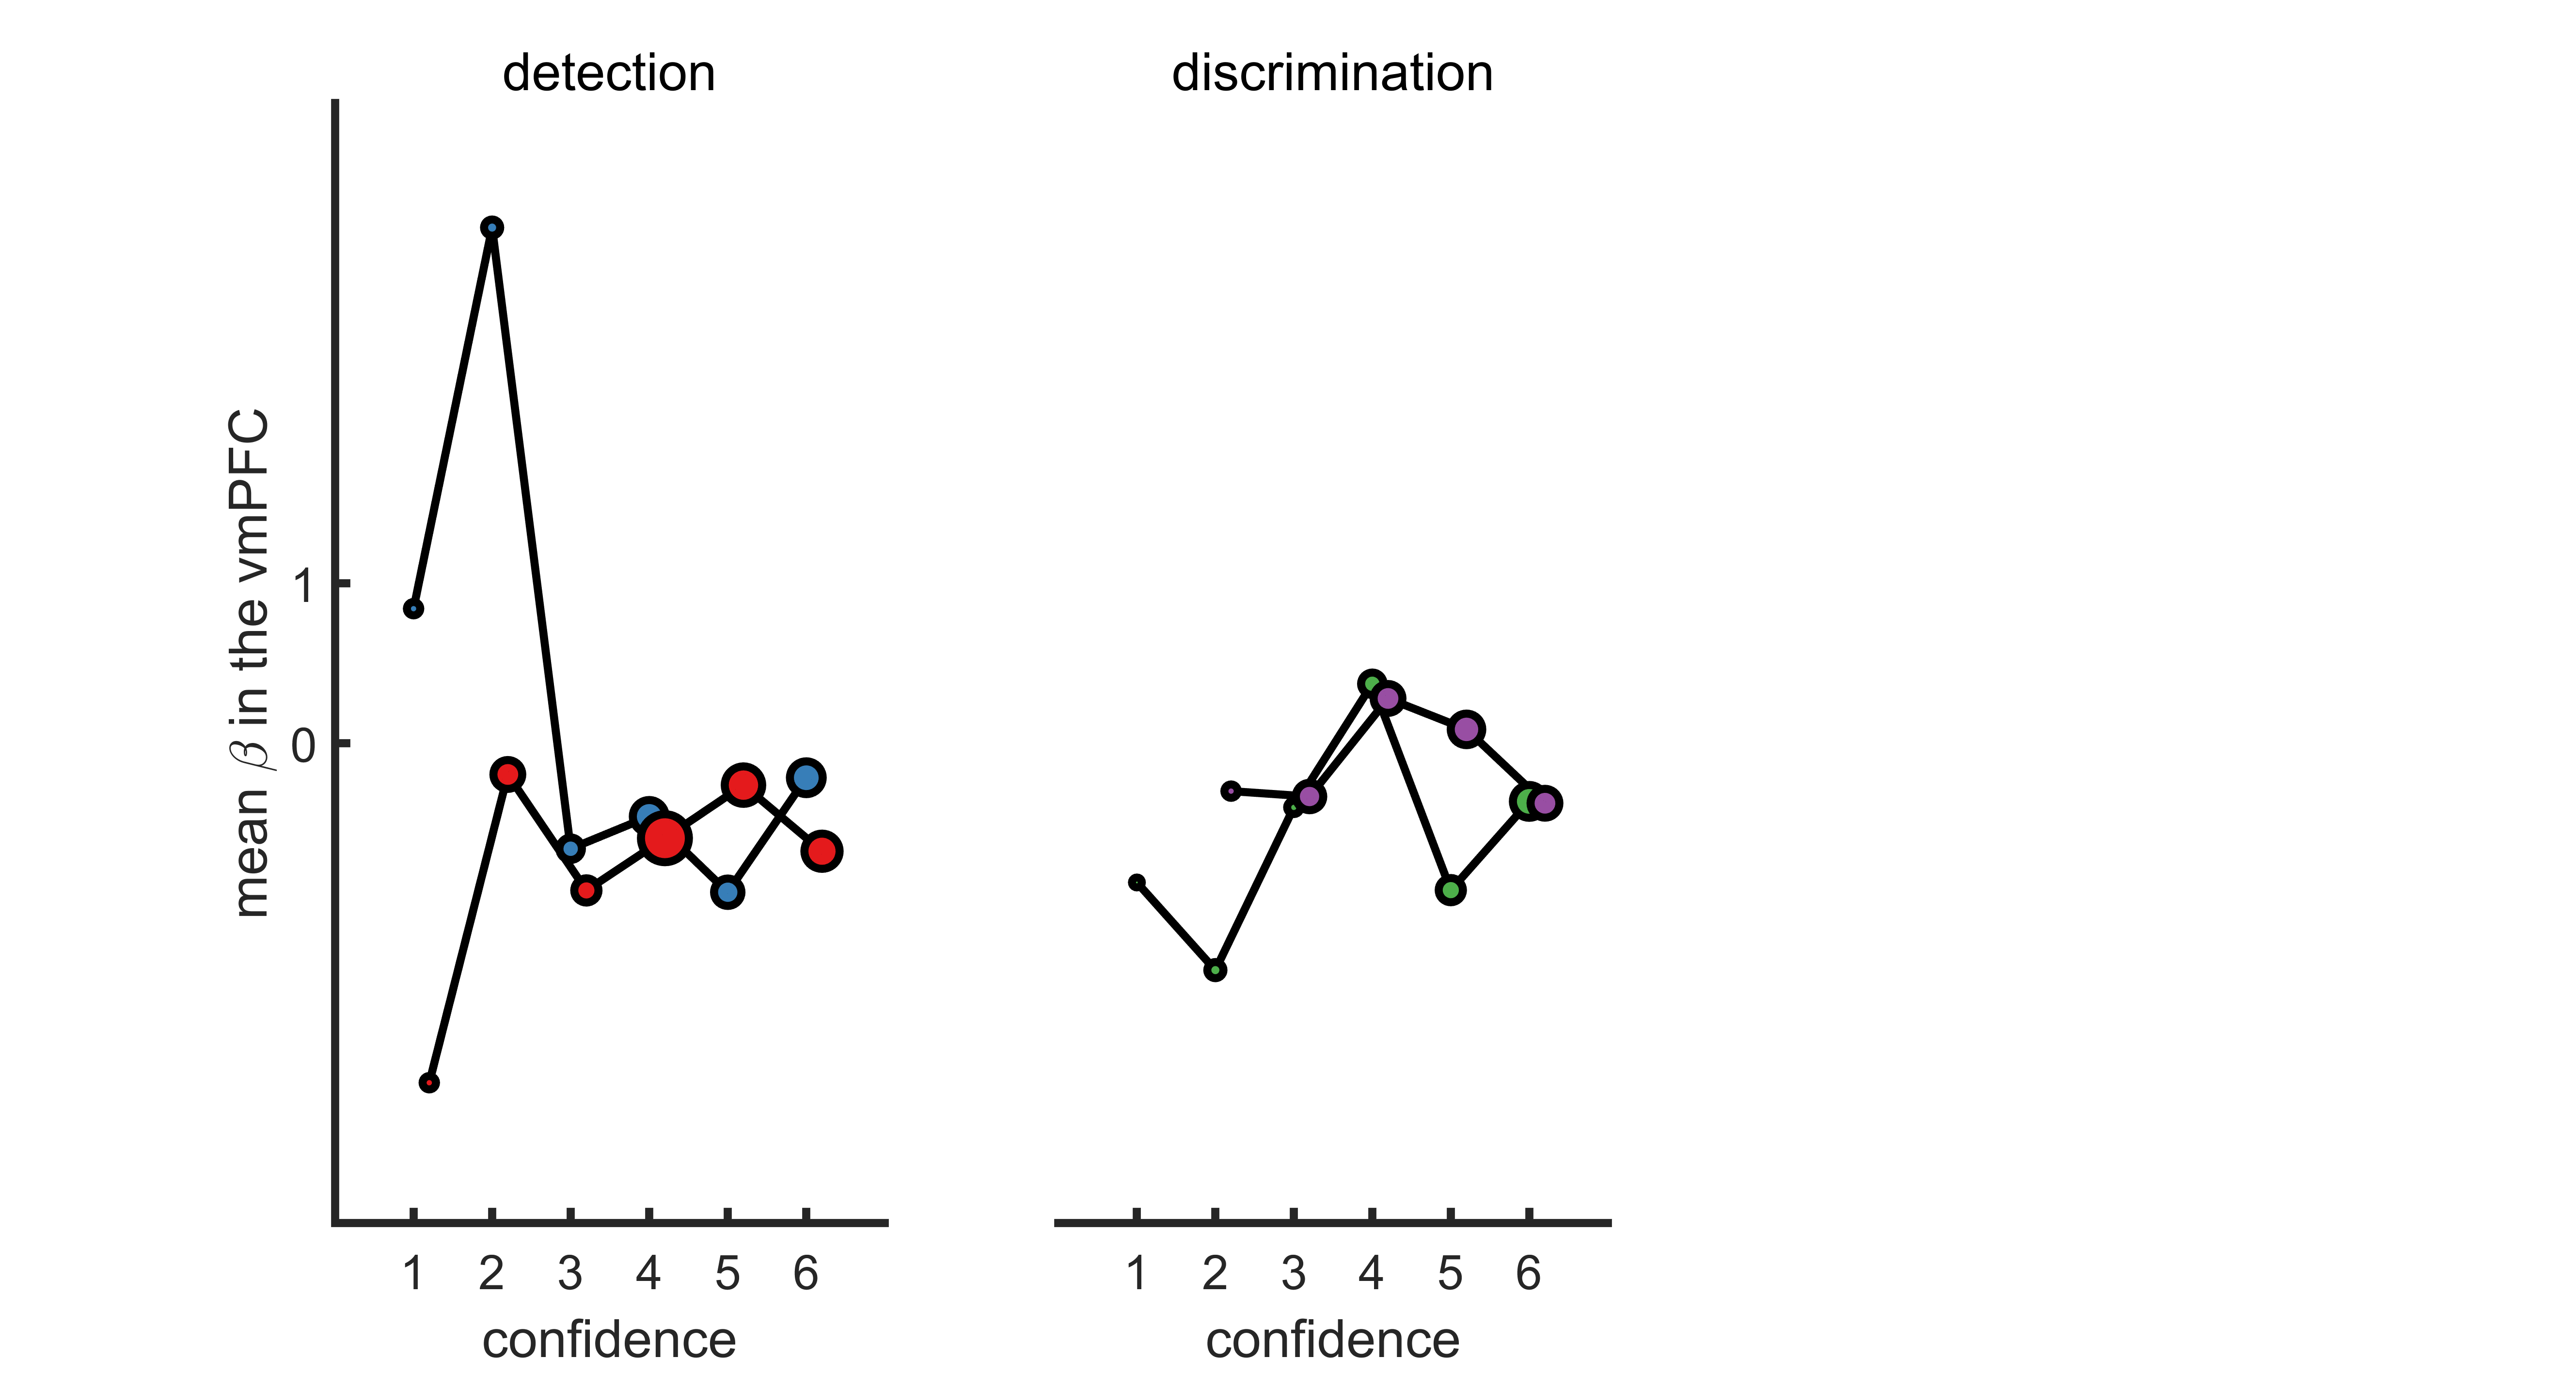 detection
discrimination
mean β in the vmPFC
1
0
1 2 3 4 5 6
confidence
1 2 3 4 5 6
confidence